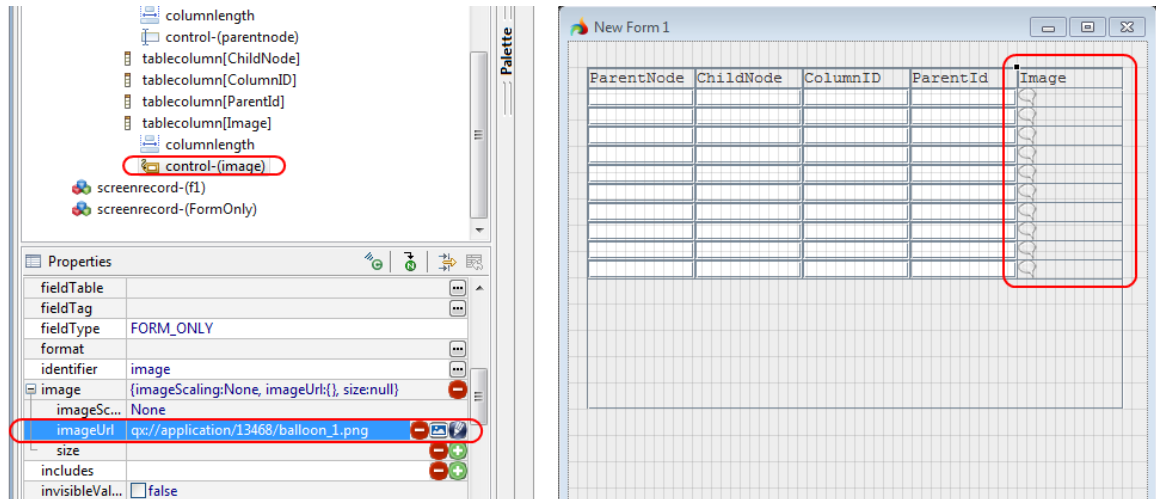 columnlength
control-(parentnode)
tablecolumn[ChildNode]
tablecolumn[ColumnID]
tablecolumn[ParentId]
tablecolumn[Image]
columnlength
control-(image)
screenrecord-(f1)
screenrecord-(FormOnly)
Palette
Properties
fieldTable
fieldTag
fieldType FORM_ONLY
format
identifier image
image {imageScaling:None, imageUrl:{}, size:null}
imageSc... None
imageUrl qx://application/13468/balloon_1.png
size
includes
invisibleVal... false
New Form 1
ParentNode ChildNode ColumnID ParentId Image